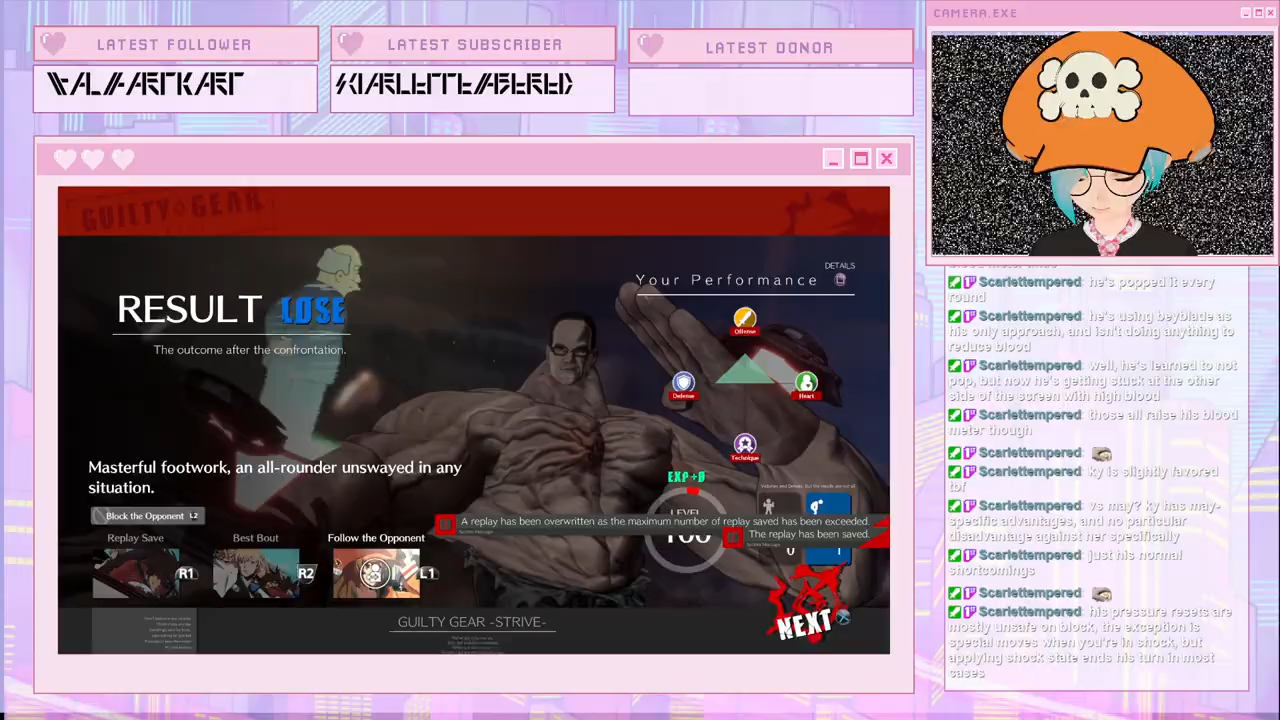 LATEST FOLLOWER
LATEST SUBSCRIBER
LATEST DONOR
CAMERA.EXE
GUILTY GEAR
RESULT LOSE
The outcome after the confrontation.
DETAILS
Your Performance
Offense
Defense
Heart
Technique
Masterful footwork, an all-rounder unswayed in any
situation.
Block the Opponent L2
Replay Save
Best Bout
Follow the Opponent
R1
R2
L1
EXP+0
LEVEL
A replay has been overwritten as the maximum number of replay saved has been exceeded.
The replay has been saved.
NEXT
GUILTY GEAR -STRIVE-
Scarlettempered: he's popped it every
round
Scarlettempered: he's using beyblade as
his only approach, and isn't doing anything to
reduce blood
Scarlettempered: well, he's learned to not
pop, but now he's getting stuck at the other
side of the screen with high blood
Scarlettempered: those all raise his blood
meter though
Scarlettempered:
Scarlettempered: ky is slightly favored
tbf
Scarlettempered: vs may? ky has may-
specific advantages, and no particular
disadvantage against her specifically
Scarlettempered: just his normal
shortcomings
Scarlettempered:
Scarlettempered: his pressure resets are
mostly unsafe on block, the exception is
special moves when you're in shock, but
applying shock state ends his turn in most
cases